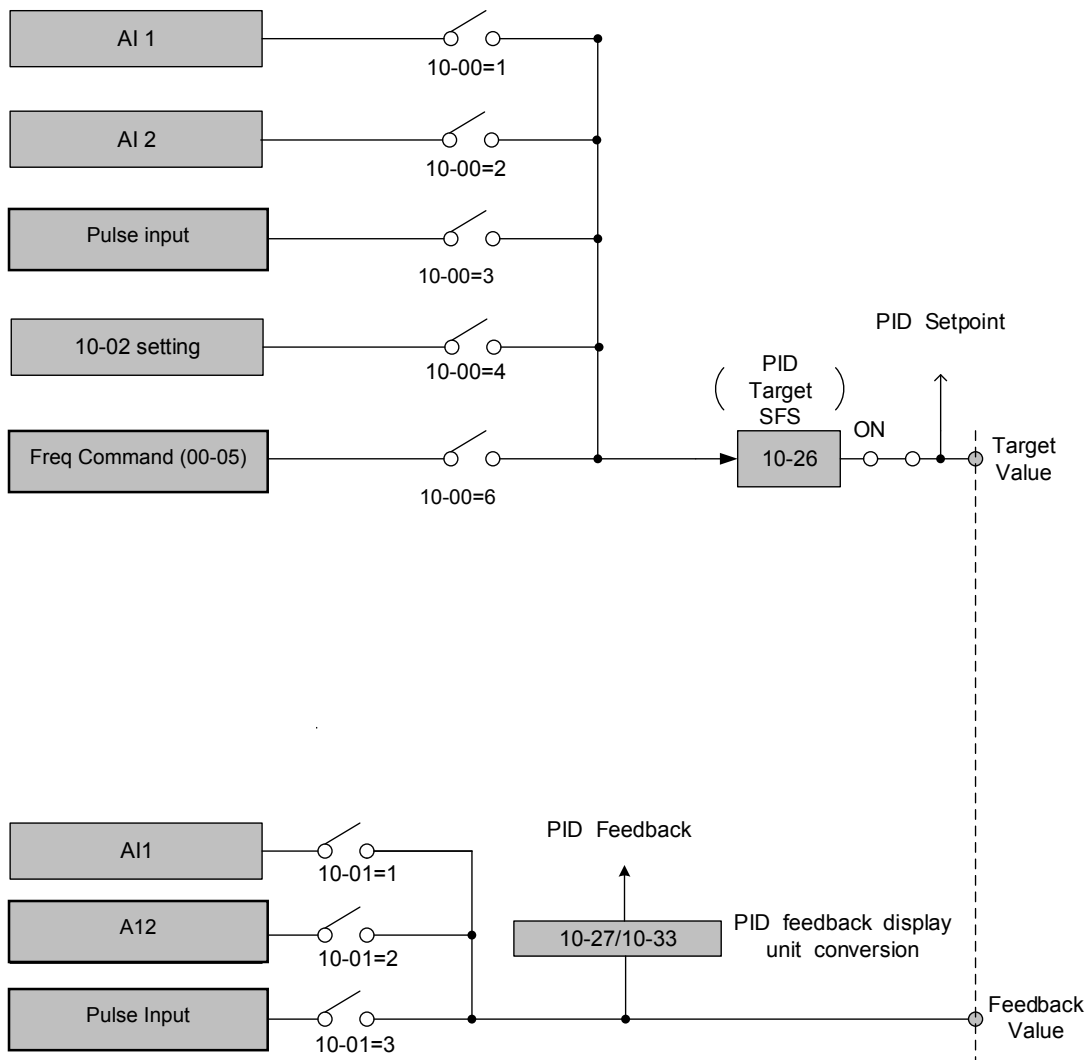 AI 1
10-00=1
AI 2
10-00=2
Pulse input
10-00=3
10-02 setting
10-00=4
Freq Command (00-05)
10-00=6
( PID )
Target
SFS
10-26
ON
PID Setpoint
Target
Value
AI1
10-01=1
A12
10-01=2
Pulse Input
10-01=3
PID Feedback
10-27/10-33
PID feedback display
unit conversion
Feedback
Value